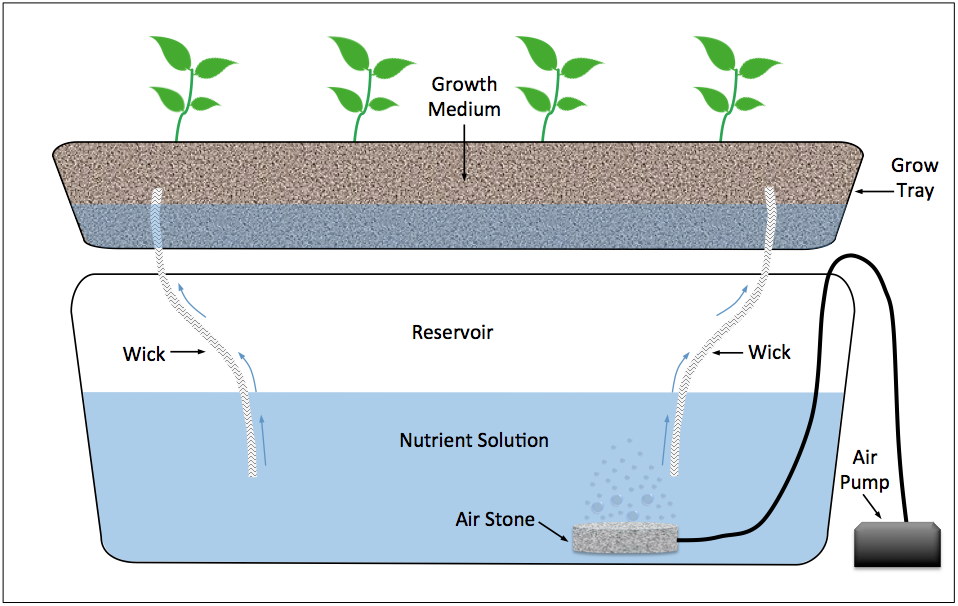 Growth
Medium
Grow
Tray
Reservoir
Wick
Wick
Nutrient Solution
Air
Pump
Air Stone